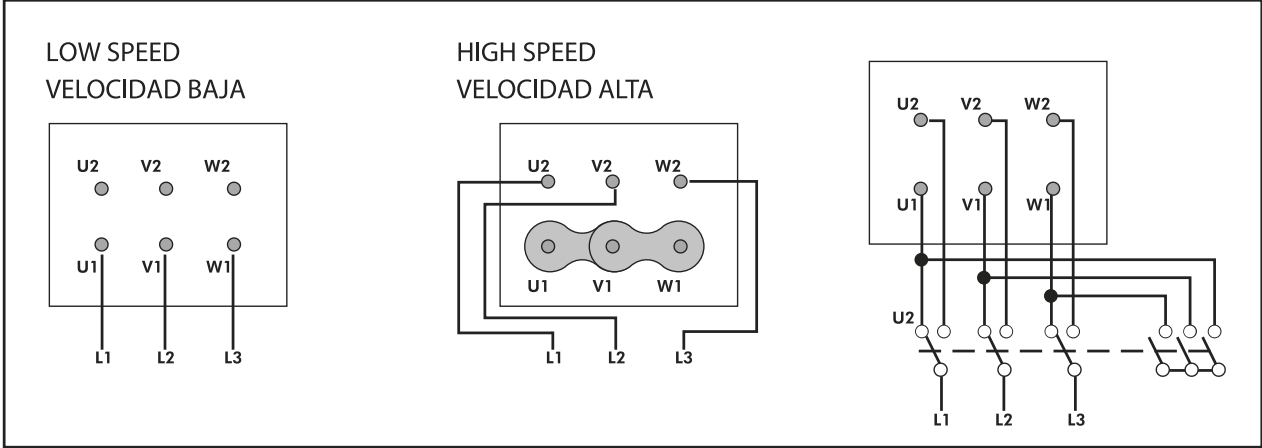 LOW SPEED
VELOCIDAD BAJA
U2 V2 W2
U1 V1 W1
L1 L2 L3
HIGH SPEED
VELOCIDAD ALTA
U2 V2 W2
U1 V1 W1
L1 L2 L3
U2 V2 W2
U1 V1 W1
U2
L1 L2 L3